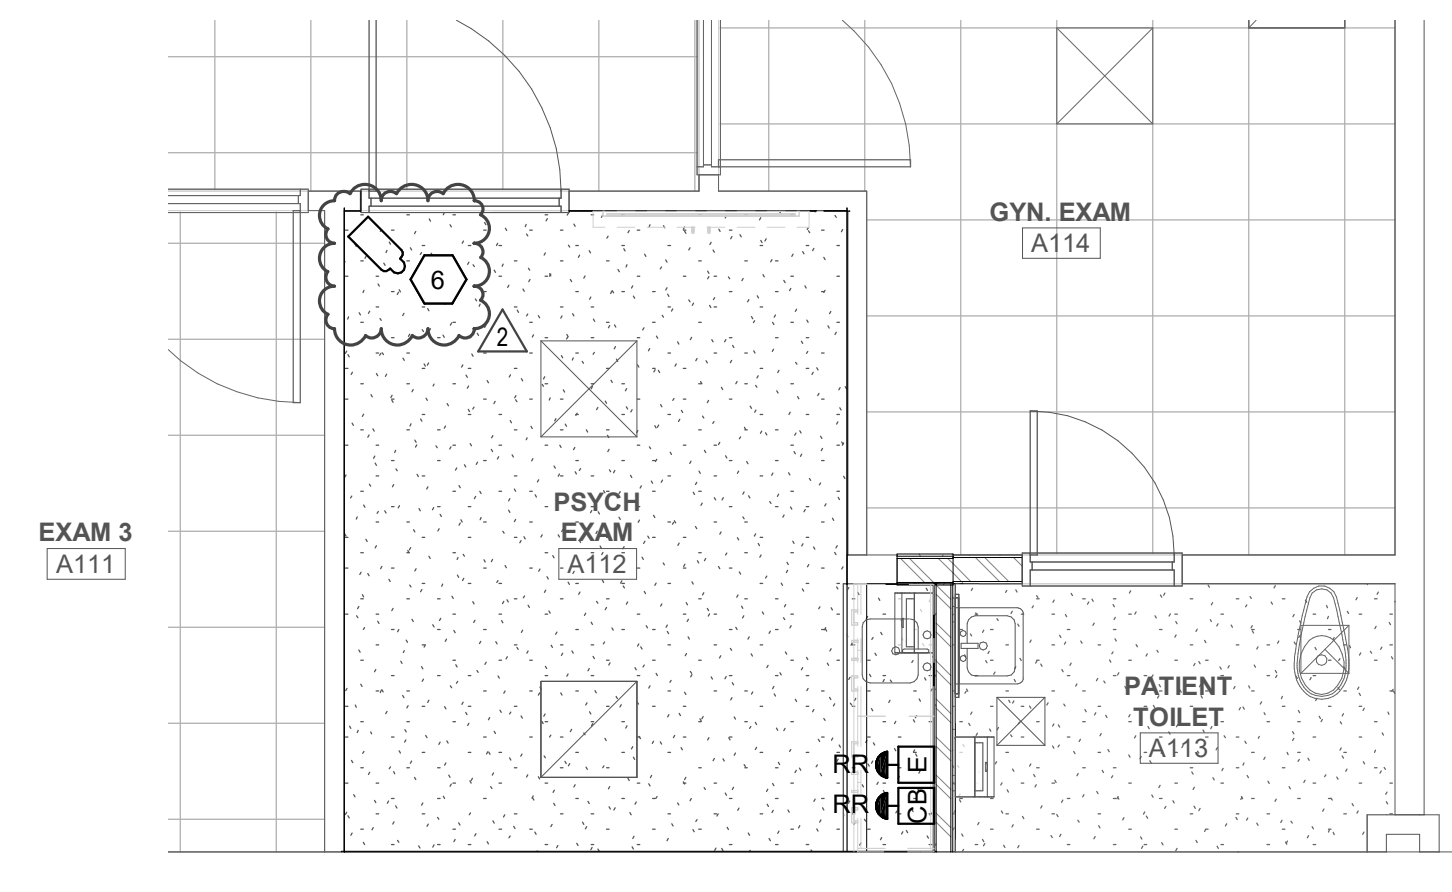 GYN. EXAM
A114
6
2
PSYCH
EXAM
A112
EXAM 3
A111
PATIENT
TOILET
A113
RR E
RR CB